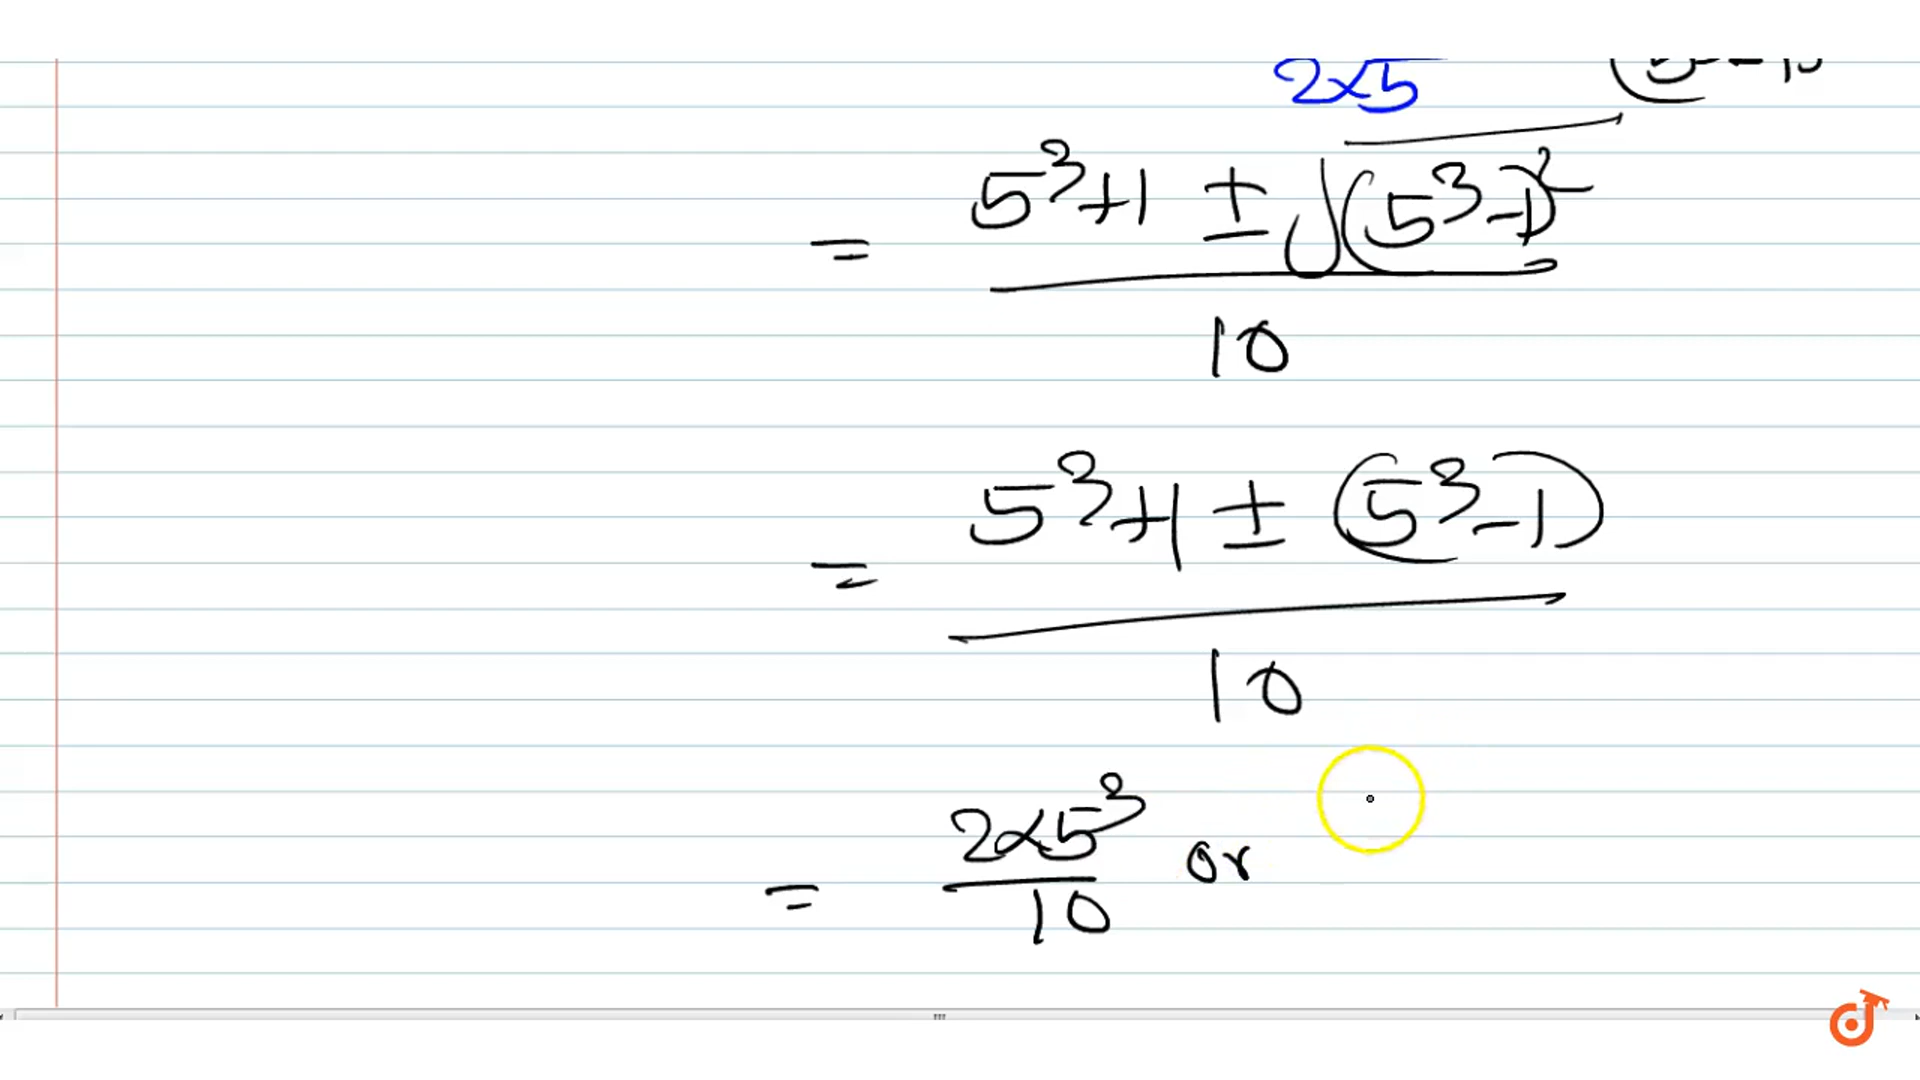 2×5
5³+1 ± √(5³-1)²
=
10
5³+1 ± (5³-1)
=
10
2×5³ or
=
10